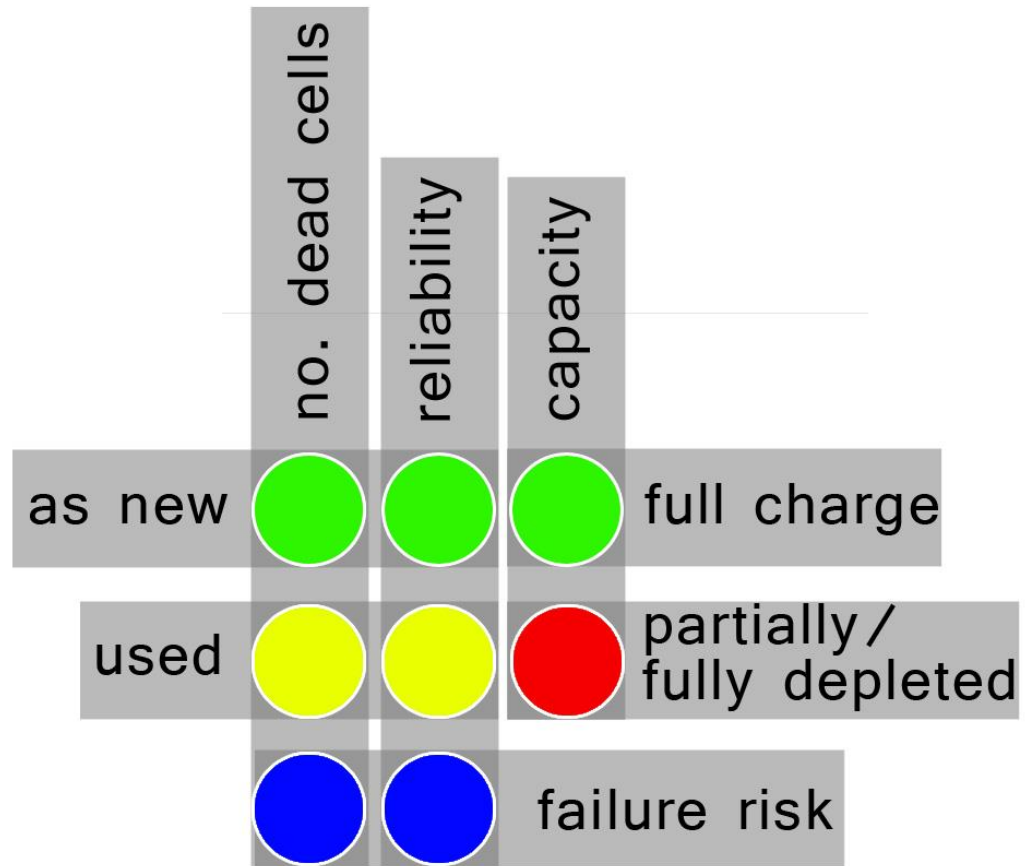 no. dead cells
reliability
capacity
as new
full charge
used
partially/
fully depleted
failure risk